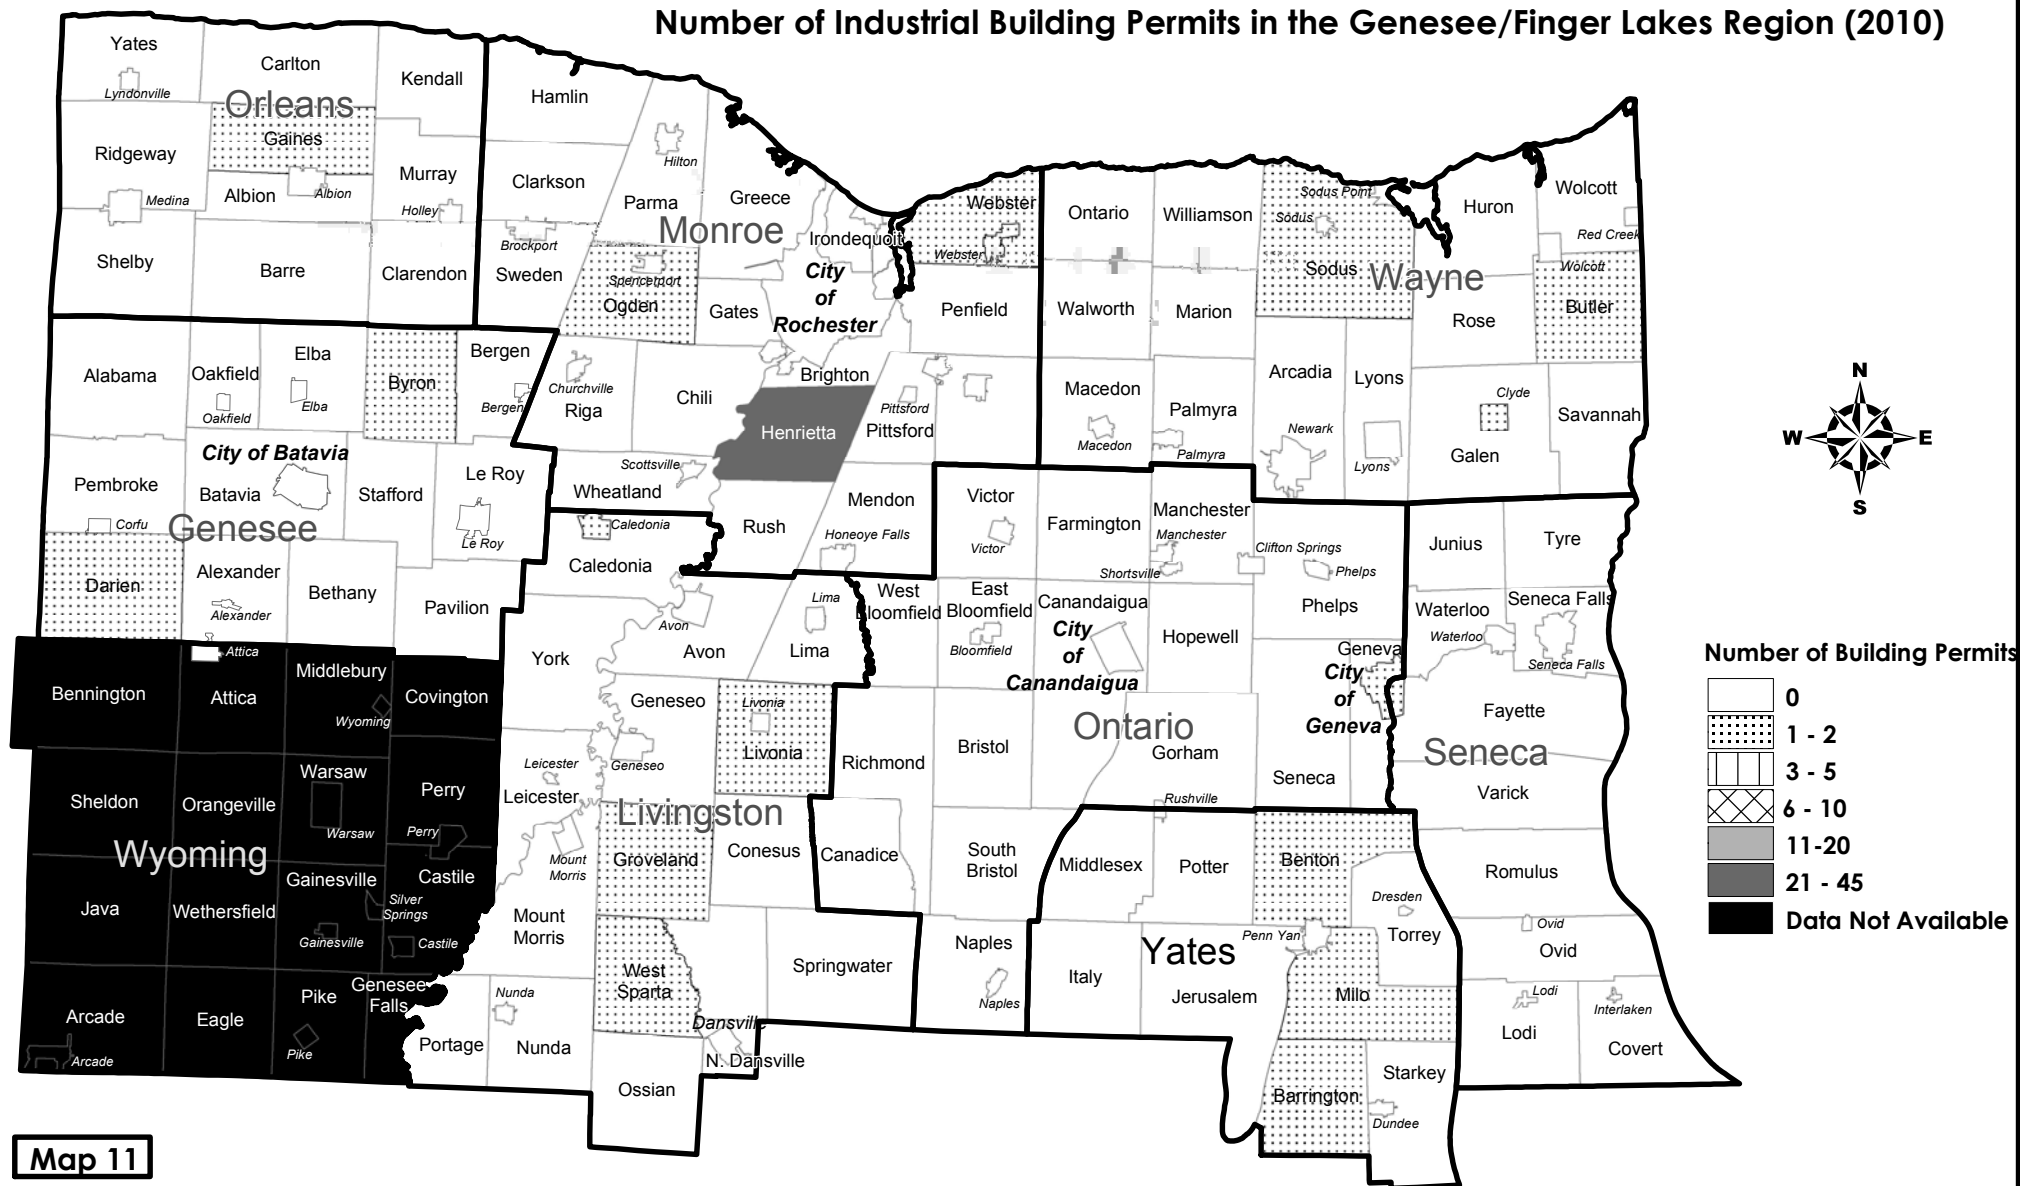 Number of Industrial Building Permits in the Genesee/Finger Lakes Region (2010)
Yates
Lyndonville
Carlton
Kendall
Orleans
Gaines
Ridgeway
Medina
Albion
Albion
Murray
Holley
Shelby
Barre
Clarendon
Hamlin
Clarkson
Parma
Hilton
Greece
Monroe
Irondequoit
Brockport
Sweden
Spencerport
Ogden
Gates
City
of
Rochester
Webster
Webster
Penfield
Brighton
Churchville
Riga
Chili
Henrietta
Pittsford
Pittsford
Scottsville
Wheatland
Rush
Mendon
Honeoye Falls
Ontario
Williamson
Sodus Point
Sodus
Sodus
Wayne
Huron
Wolcott
Red Creek
Wolcott
Butler
Walworth
Marion
Rose
Macedon
Macedon
Palmyra
Palmyra
Arcadia
Newark
Lyons
Lyons
Clyde
Galen
Savannah
Alabama
Oakfield
Oakfield
Elba
Elba
Byron
Bergen
Bergen
City of Batavia
Batavia
Pembroke
Corfu
Genesee
Stafford
Le Roy
Le Roy
Darien
Alexander
Alexander
Bethany
Pavilion
Attica
Bennington
Attica
Middlebury
Wyoming
Covington
Sheldon
Orangeville
Warsaw
Warsaw
Perry
Perry
Wyoming
Java
Wethersfield
Gainesville
Gainesville
Silver
Springs
Castile
Castile
Arcade
Arcade
Eagle
Pike
Pike
Genesee
Falls
Caledonia
Caledonia
York
Avon
Avon
Lima
Lima
Geneseo
Geneseo
Livonia
Livonia
Leicester
Leicester
Livingston
Groveland
Conesus
Mount
Morris
Mount
Morris
West
Sparta
Springwater
Nunda
Nunda
Portage
Dansville
N. Dansville
Ossian
Victor
Victor
Farmington
Manchester
Manchester
Shortsville
Clifton Springs
Phelps
Phelps
West
Bloomfield
East
Bloomfield
Bloomfield
Canandaigua
City
of
Canandaigua
Hopewell
Geneva
City
of
Geneva
Ontario
Richmond
Bristol
Gorham
Seneca
Rushville
Canadice
South
Bristol
Naples
Naples
Middlesex
Potter
Benton
Dresden
Torrey
Penn Yan
Yates
Italy
Jerusalem
Milo
Barrington
Starkey
Dundee
Junius
Tyre
Waterloo
Waterloo
Seneca Falls
Seneca Falls
Fayette
Seneca
Varick
Romulus
Ovid
Ovid
Lodi
Lodi
Interlaken
Covert
N
W
E
S
Number of Building Permits
0
1 - 2
3 - 5
6 - 10
11-20
21 - 45
Data Not Available
Map 11